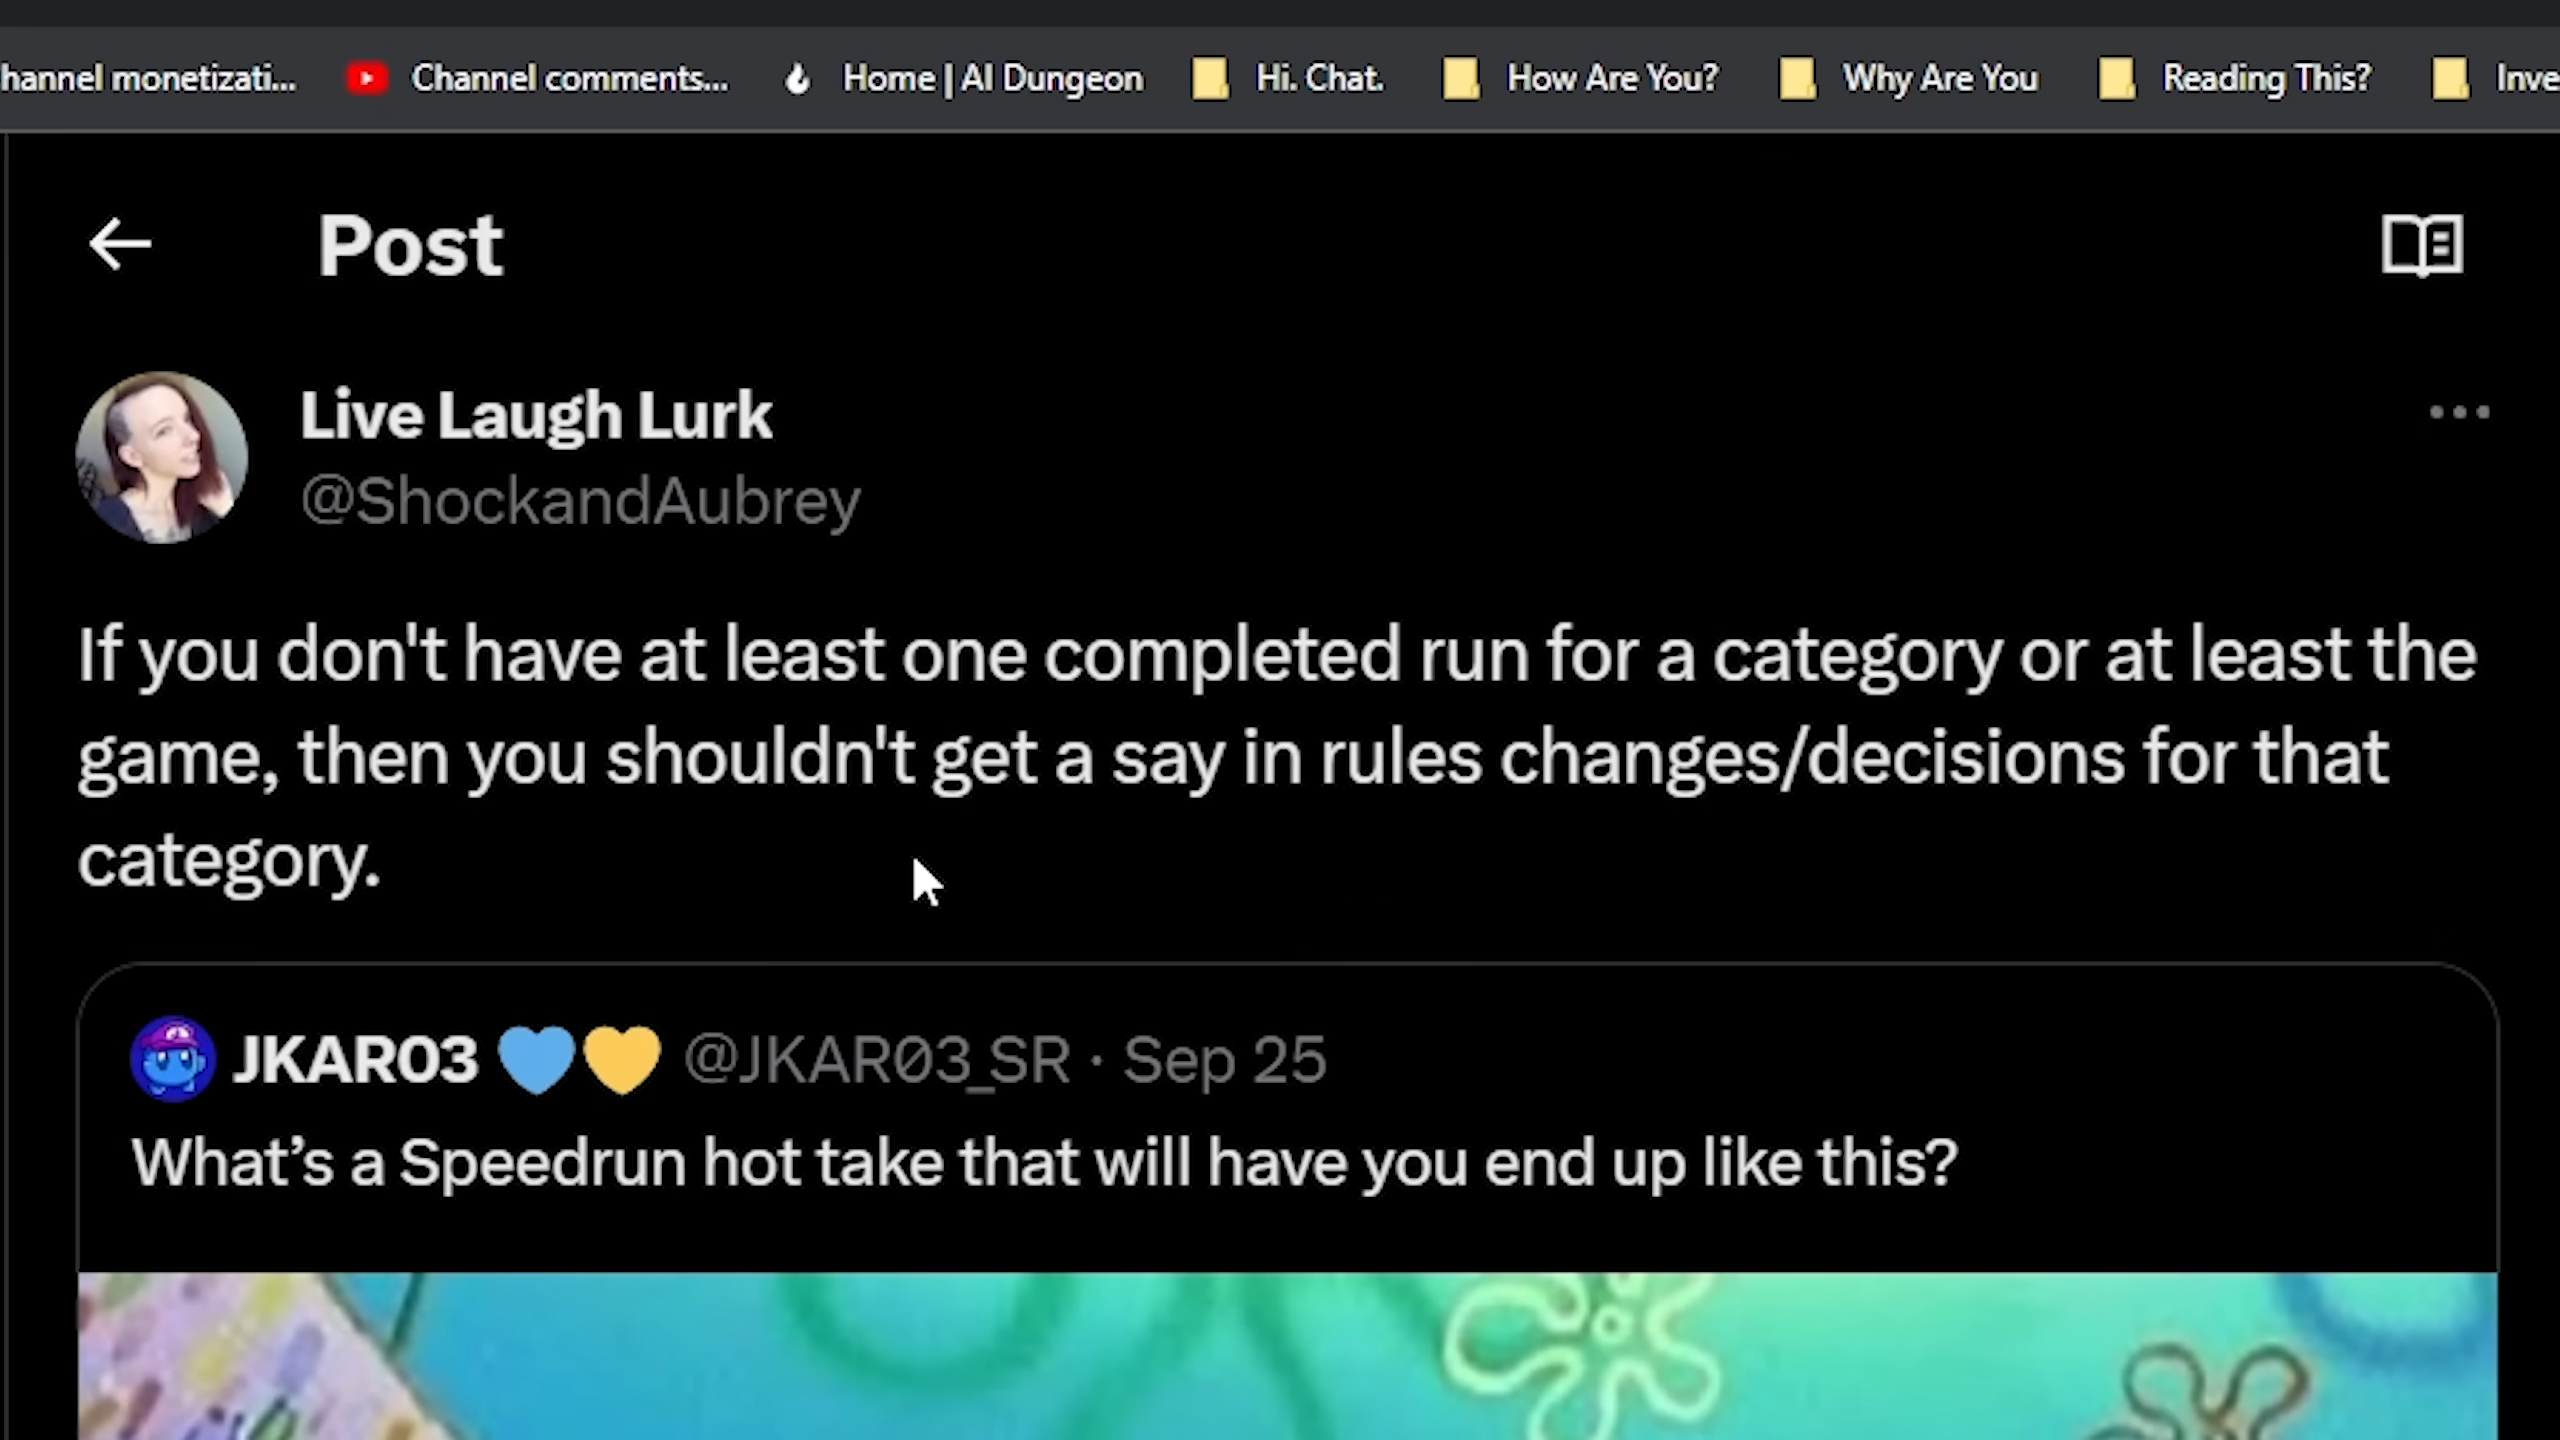 hannel monetizati... Channel comments... Home | AI Dungeon Hi. Chat. How Are You? Why Are You Reading This? Inve
Post
Live Laugh Lurk
@ShockandAubrey
If you don't have at least one completed run for a category or at least the
game, then you shouldn't get a say in rules changes/decisions for that
category.
JKAR03 💙💛 @JKAR03_SR · Sep 25
What’s a Speedrun hot take that will have you end up like this?